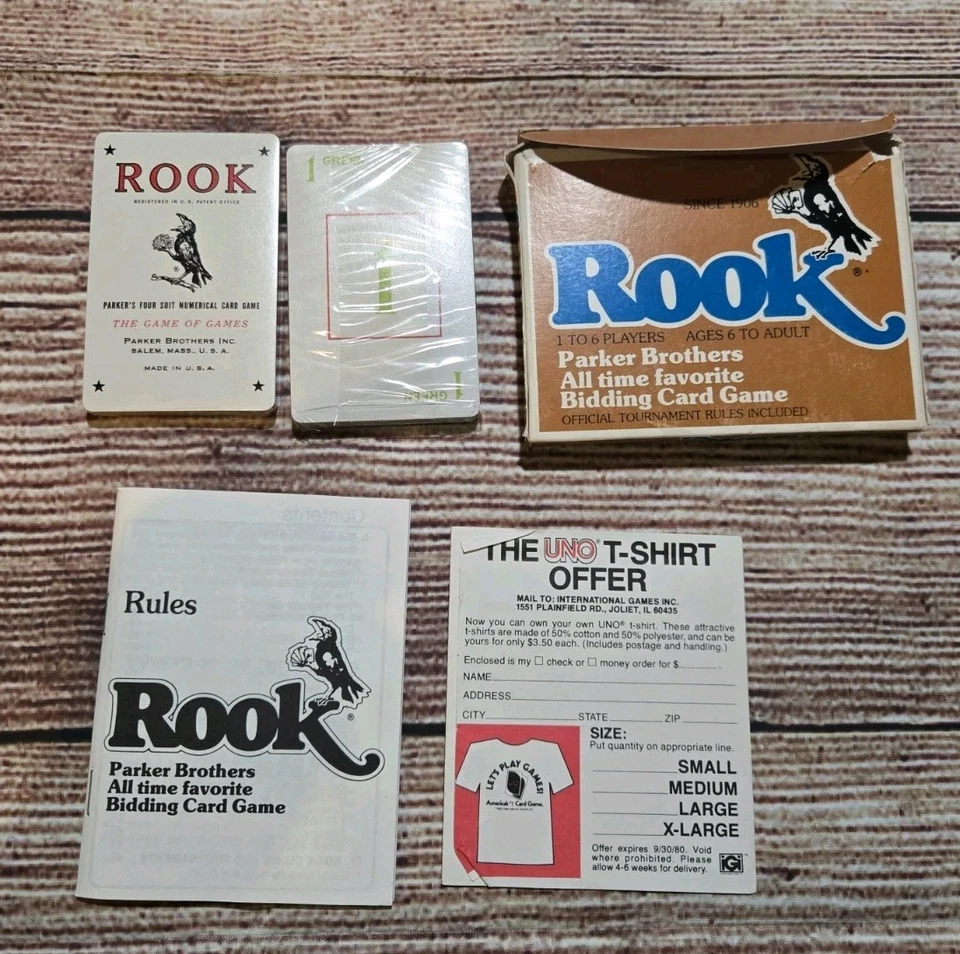 ROOK
REGISTERED IN U.S. PATENT OFFICE
®
PARKER'S FOUR SUIT NUMERICAL CARD GAME
THE GAME OF GAMES
PARKER BROTHERS INC.
SALEM, MASS., U. S. A.
MADE IN U. S. A.
1 GREEN
1
1
GREEN
SINCE 1906
Rook®
1 TO 6 PLAYERS AGES 6 TO ADULT
Parker Brothers
All time favorite
Bidding Card Game
OFFICIAL TOURNAMENT RULES INCLUDED
Rules
Rook®
Parker Brothers
All time favorite
Bidding Card Game
Contents
THE UNO® T-SHIRT
OFFER
MAIL TO: INTERNATIONAL GAMES INC.
1551 PLAINFIELD RD., JOLIET, IL 60435
Now you can own your own UNO® t-shirt. These attractive
t-shirts are made of 50% cotton and 50% polyester, and can be
yours for only $3.50 each. (Includes postage and handling.)
Enclosed is my ☐ check or ☐ money order for $
NAME
ADDRESS
CITY STATE ZIP
SIZE:
Put quantity on appropriate line.
SMALL
MEDIUM
LARGE
X-LARGE
LET'S PLAY GAMES!
America's #1 Card Game.
Offer expires 9/30/80. Void
where prohibited. Please
allow 4-6 weeks for delivery.
iGi